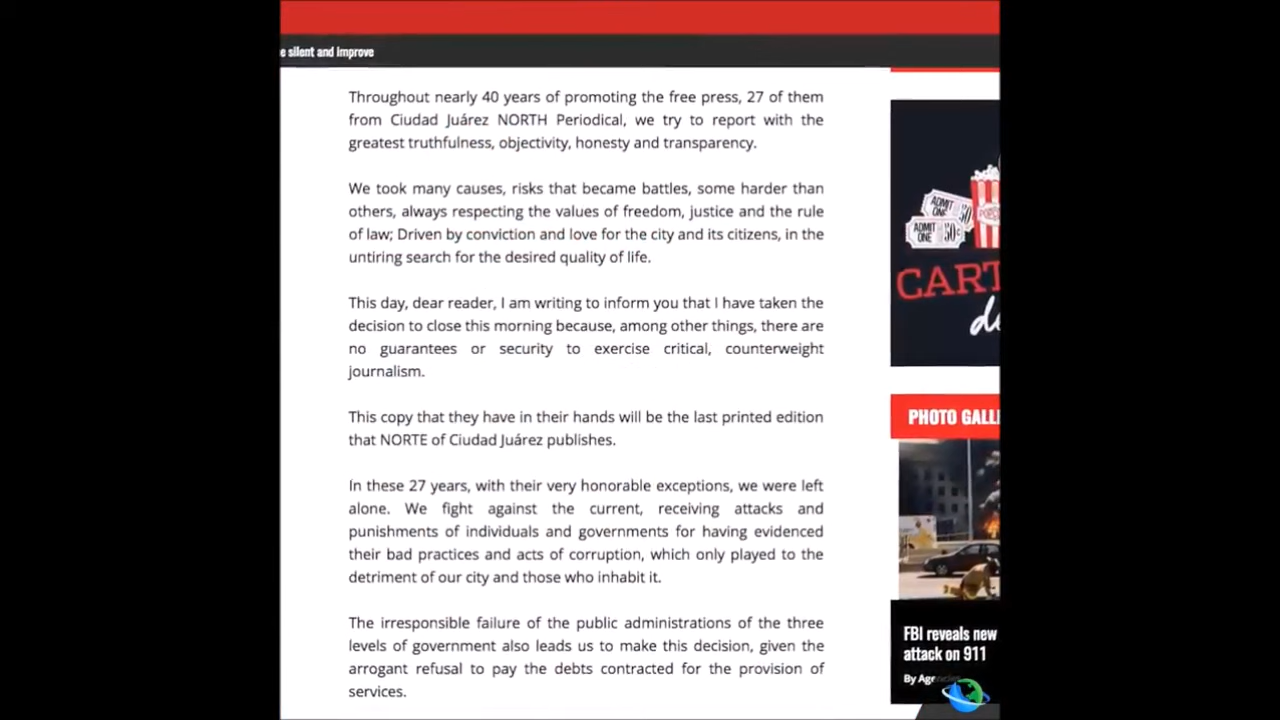 e silent and improve
Throughout nearly 40 years of promoting the free press, 27 of them
from Ciudad Juárez NORTH Periodical, we try to report with the
greatest truthfulness, objectivity, honesty and transparency.
We took many causes, risks that became battles, some harder than
others, always respecting the values of freedom, justice and the rule
of law; Driven by conviction and love for the city and its citizens, in the
untiring search for the desired quality of life.
This day, dear reader, I am writing to inform you that I have taken the
decision to close this morning because, among other things, there are
no guarantees or security to exercise critical, counterweight
journalism.
This copy that they have in their hands will be the last printed edition
that NORTE of Ciudad Juárez publishes.
In these 27 years, with their very honorable exceptions, we were left
alone. We fight against the current, receiving attacks and
punishments of individuals and governments for having evidenced
their bad practices and acts of corruption, which only played to the
detriment of our city and those who inhabit it.
The irresponsible failure of the public administrations of the three
levels of government also leads us to make this decision, given the
arrogant refusal to pay the debts contracted for the provision of
services.
ADMIT
ONE 50
ADMIT
ONE 50¢
CART
de
PHOTO GALL
FBI reveals new
attack on 911
By Age